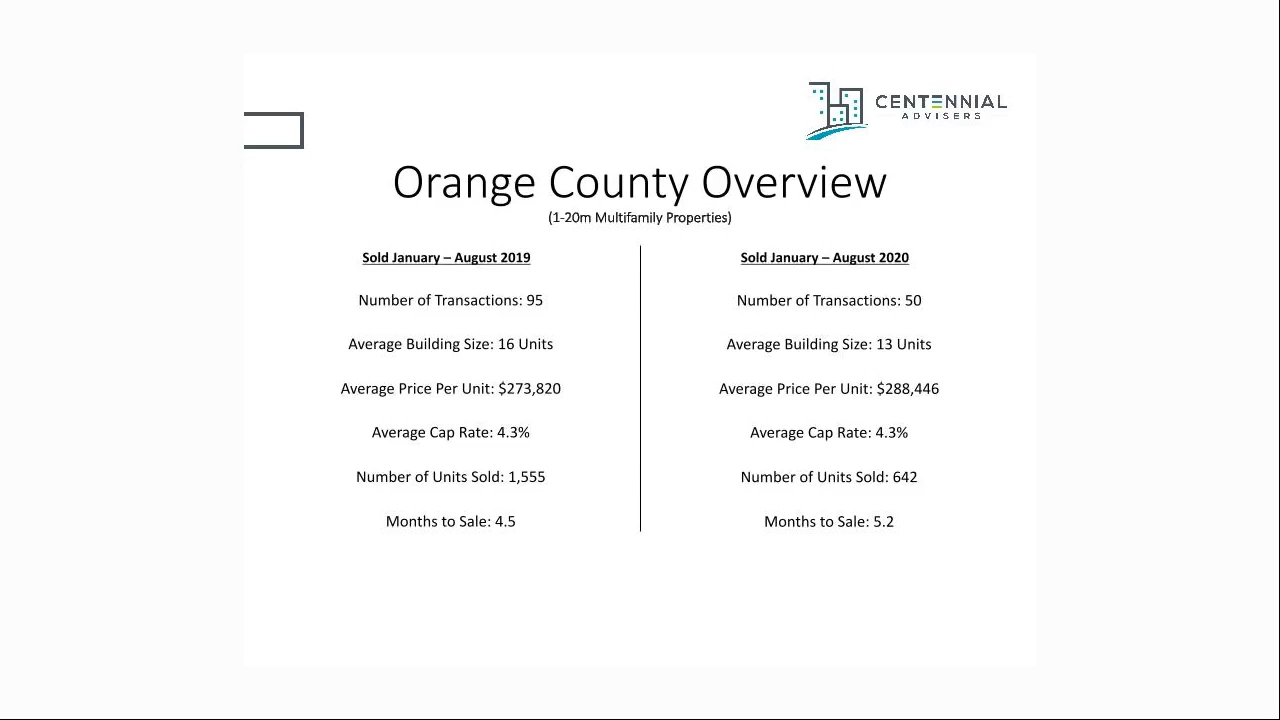 CENTENNIAL
ADVISERS
Orange County Overview
(1-20m Multifamily Properties)
Sold January – August 2019
Number of Transactions: 95
Average Building Size: 16 Units
Average Price Per Unit: $273,820
Average Cap Rate: 4.3%
Number of Units Sold: 1,555
Months to Sale: 4.5
Sold January – August 2020
Number of Transactions: 50
Average Building Size: 13 Units
Average Price Per Unit: $288,446
Average Cap Rate: 4.3%
Number of Units Sold: 642
Months to Sale: 5.2